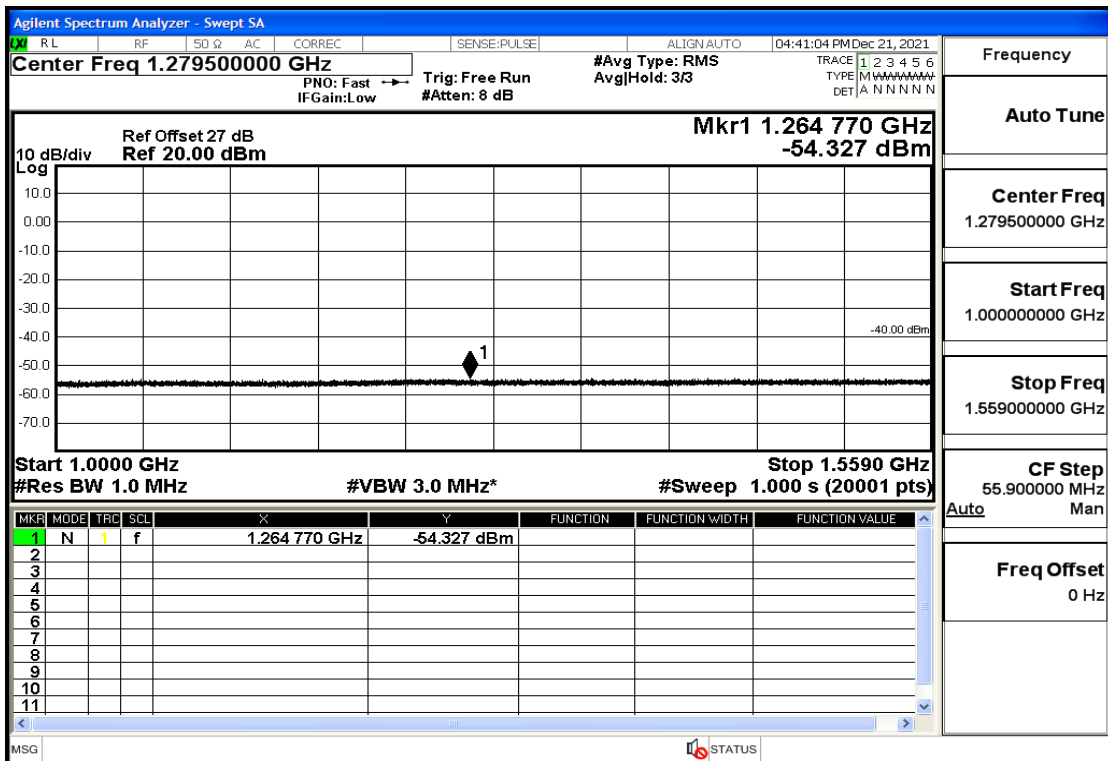 Agilent Spectrum Analyzer - Swept SA
LXI RL RF 50 Ω AC CORREC SENSE:PULSE ALIGN AUTO 04:41:04 PM Dec 21, 2021
Center Freq 1.279500000 GHz
PNO: Fast
IFGain:Low
Trig: Free Run
#Atten: 8 dB
#Avg Type: RMS
Avg|Hold: 3/3
TRACE 1 2 3 4 5 6
TYPE M WWWWW
DET A N N N N N
Ref Offset 27 dB
10 dB/div Ref 20.00 dBm
Log
Mkr1 1.264 770 GHz
-54.327 dBm
10.0
0.00
-10.0
-20.0
-30.0
-40.0
-50.0
-60.0
-70.0
-40.00 dBm
1
Start 1.0000 GHz Stop 1.5590 GHz
#Res BW 1.0 MHz #VBW 3.0 MHz* #Sweep 1.000 s (20001 pts)
MKR MODE TRC SCL X Y FUNCTION FUNCTION WIDTH FUNCTION VALUE
1 N 1 f 1.264 770 GHz -54.327 dBm
2
3
4
5
6
7
8
9
10
11
MSG STATUS
Frequency
Auto Tune
Center Freq
1.279500000 GHz
Start Freq
1.000000000 GHz
Stop Freq
1.559000000 GHz
CF Step
55.900000 MHz
Auto Man
Freq Offset
0 Hz